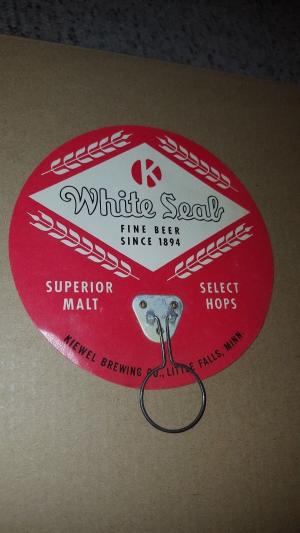 K
White Seal
FINE BEER
SINCE 1894
SUPERIOR
MALT
SELECT
HOPS
KIEWEL BREWING CO., LITTLE FALLS, MINN.